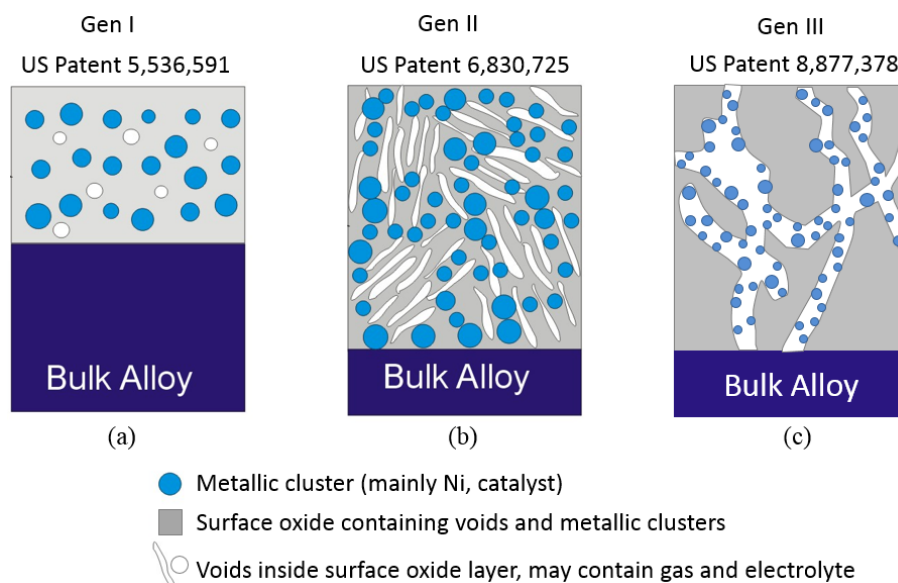 Gen I
US Patent 5,536,591
Gen II
US Patent 6,830,725
Gen III
US Patent 8,877,378
Bulk Alloy
Bulk Alloy
Bulk Alloy
(a)
(b)
(c)
Metallic cluster (mainly Ni, catalyst)
Surface oxide containing voids and metallic clusters
Voids inside surface oxide layer, may contain gas and electrolyte